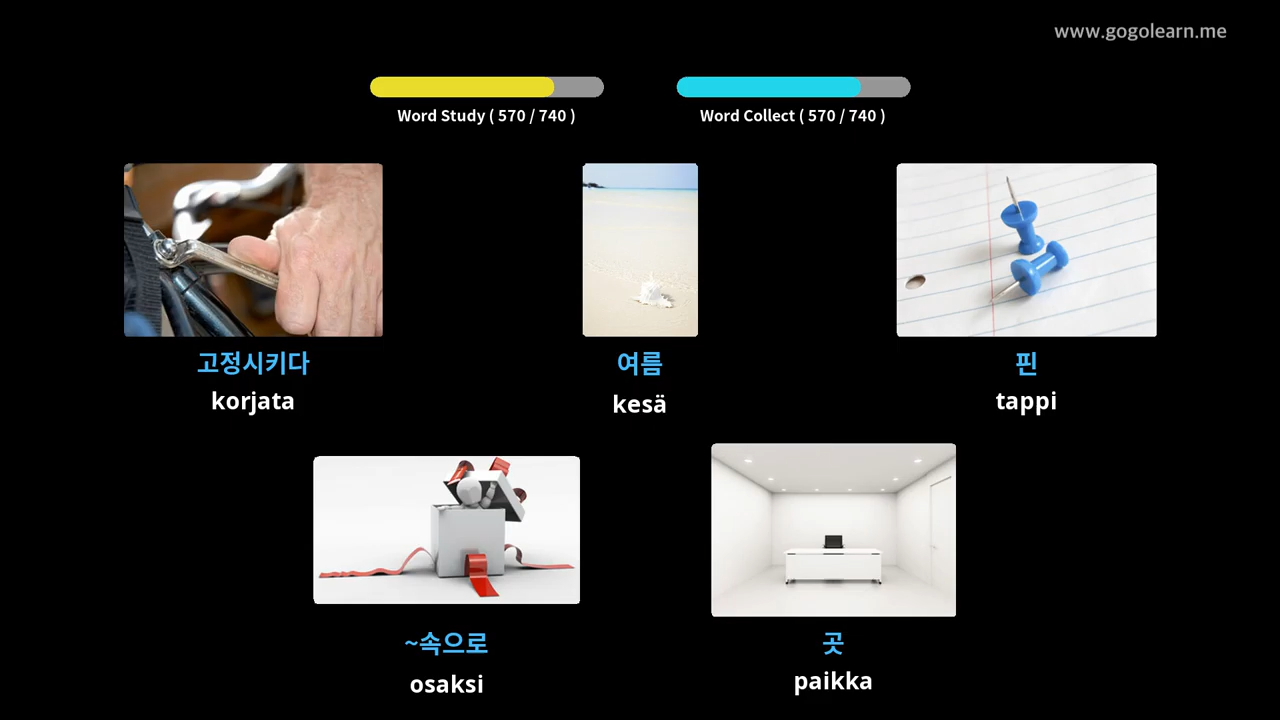 www.gogolearn.me
Word Study ( 570 / 740 )
Word Collect ( 570 / 740 )
고정시키다
korjata
여름
kesä
핀
tappi
~속으로
osaksi
곳
paikka